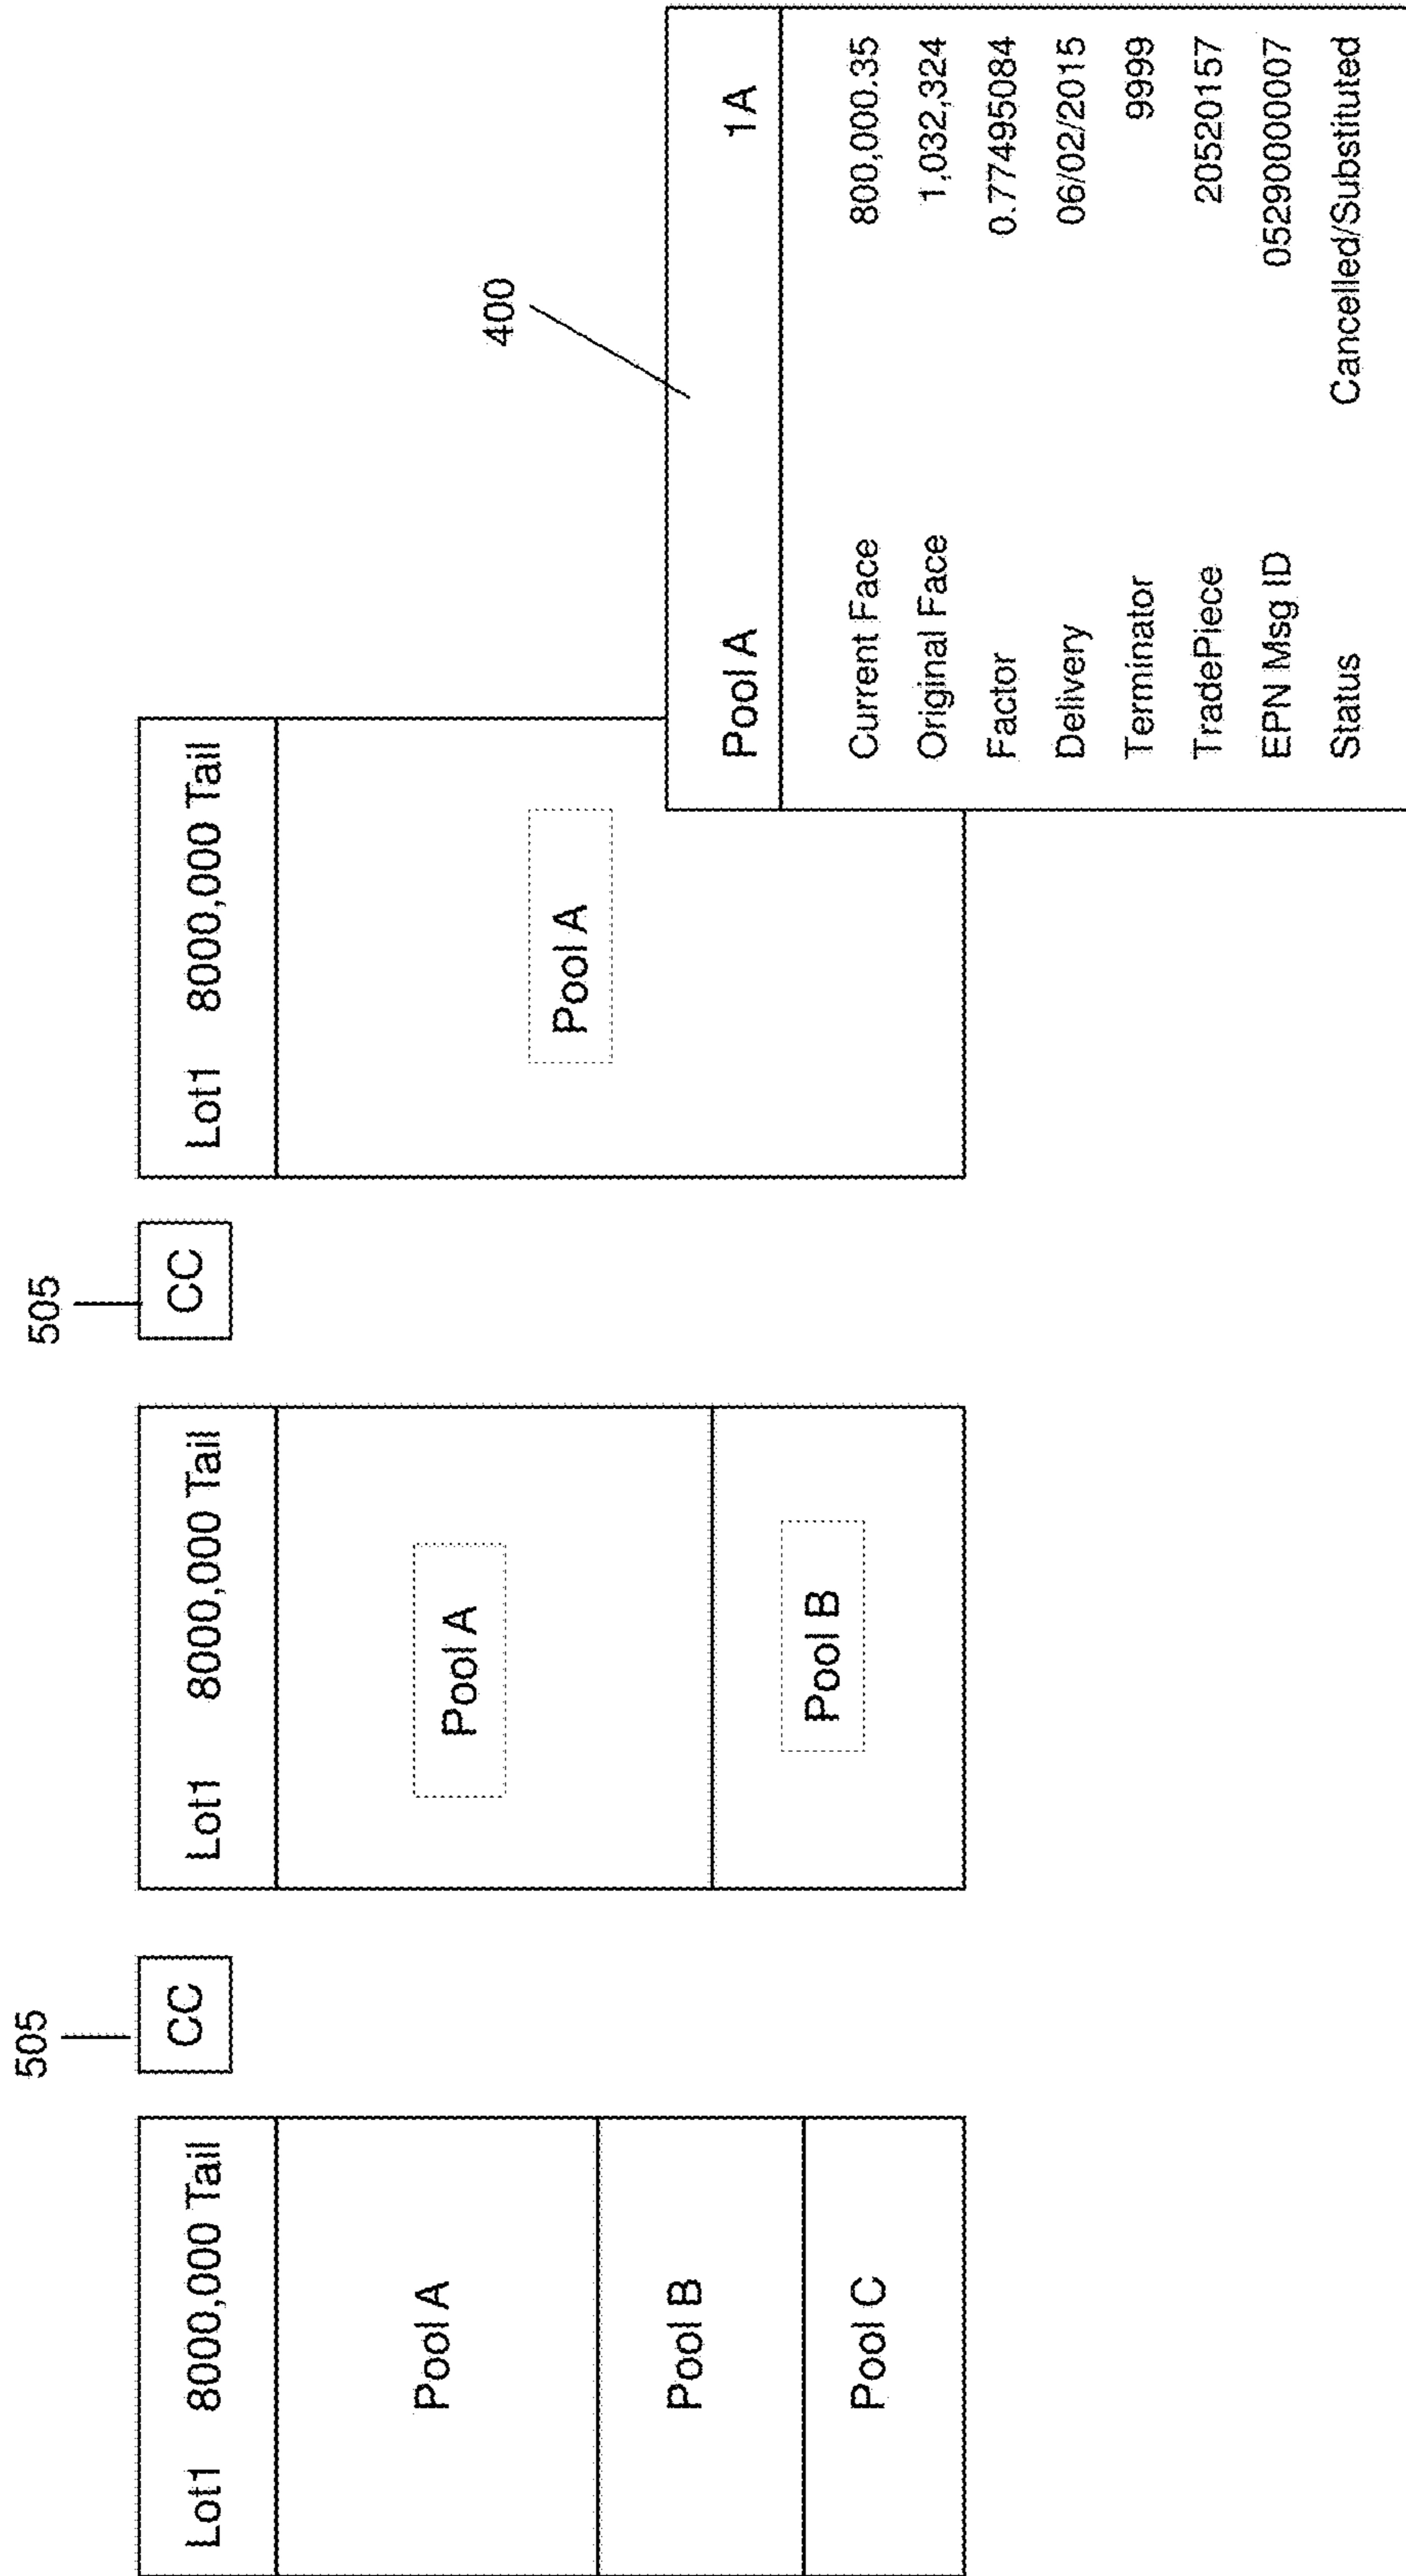 505
505
Lot1 8000,000 Tail
Pool A
Pool B
Pool C
CC
Lot1 8000,000 Tail
Pool A
Pool B
CC
Lot1 8000,000 Tail
Pool A
400
Pool A 1A
Current Face 800,000.35
Original Face 1,032,324
Factor 0.77495084
Delivery 06/02/2015
Terminator 9999
TradePiece 20520157
EPN Msg ID 0529000007
Status Cancelled/Substituted